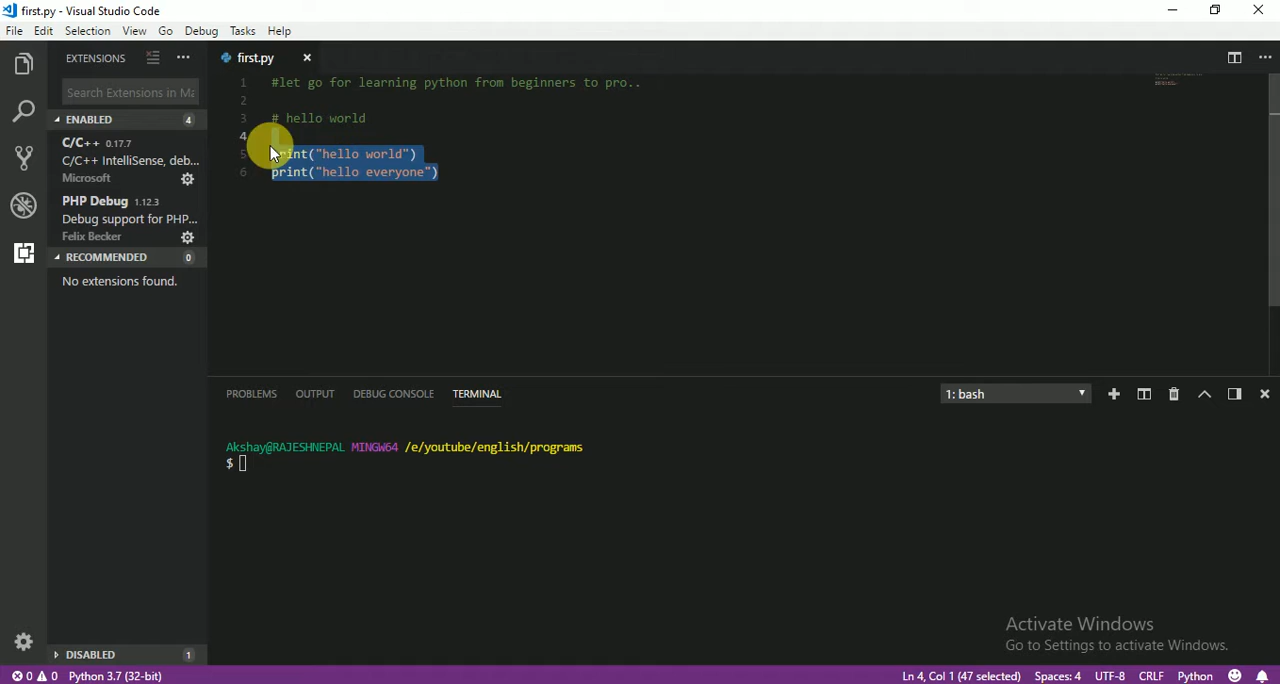 first.py - Visual Studio Code
File Edit Selection View Go Debug Tasks Help
EXTENSIONS
first.py
Search Extensions in Ma
ENABLED 4
C/C++ 0.17.7
C/C++ IntelliSense, deb...
Microsoft
PHP Debug 1.12.3
Debug support for PHP...
Felix Becker
RECOMMENDED 0
No extensions found.
DISABLED 1
1 #let go for learning python from beginners to pro..
2
3 # hello world
4
5 print("hello world")
6 print("hello everyone")
PROBLEMS OUTPUT DEBUG CONSOLE TERMINAL
1: bash
Akshay@RAJESHNEPAL MINGW64 /e/youtube/english/programs
$
Activate Windows
Go to Settings to activate Windows.
0 0 Python 3.7 (32-bit)
Ln 4, Col 1 (47 selected) Spaces: 4 UTF-8 CRLF Python